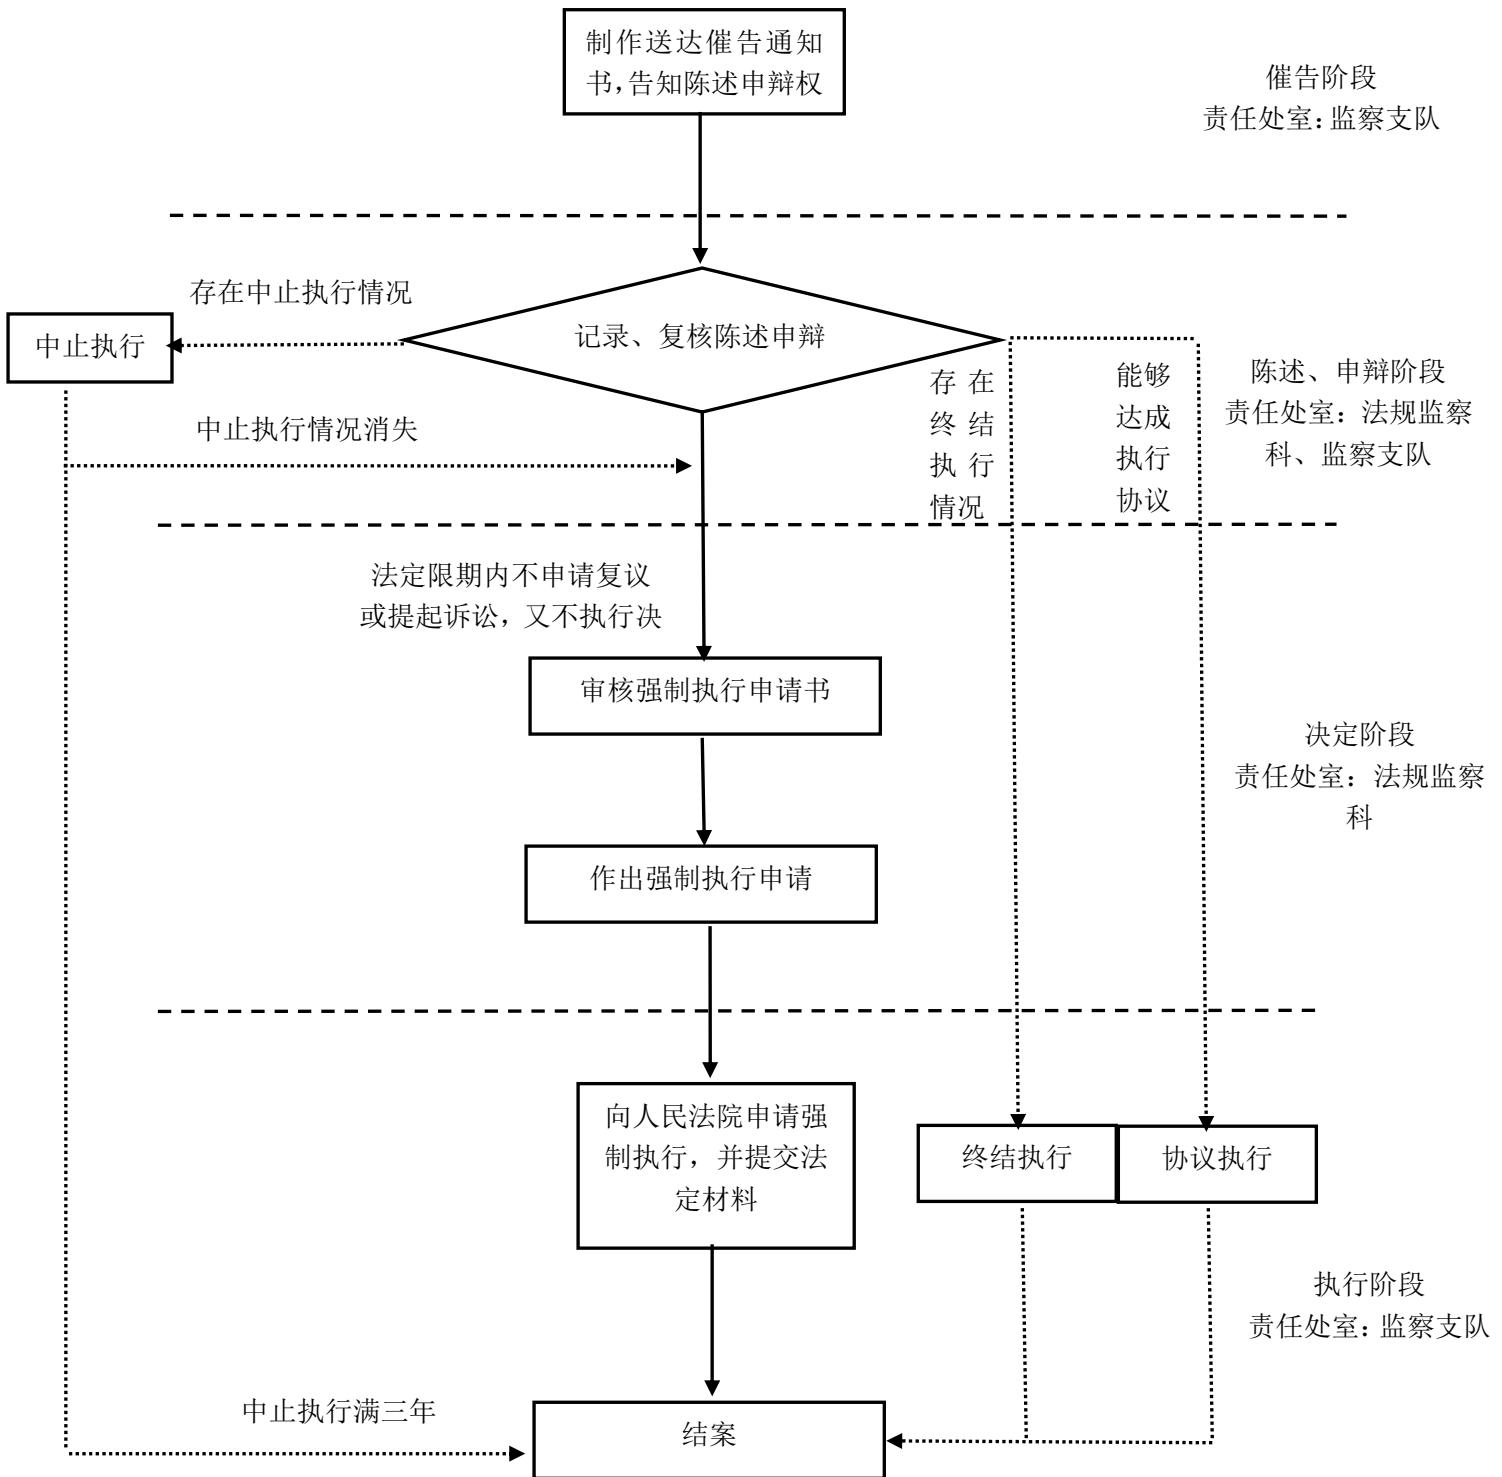 制作送达催告通知
书,告知陈述申辩权
催告阶段
责任处室：监察支队
存在中止执行情况
中止执行
记录、复核陈述申辩
中止执行情况消失
存 在
终 结
执 行
情况
能够
达成
执行
协议
陈述、申辩阶段
责任处室：法规监察
科、监察支队
法定限期内不申请复议
或提起诉讼，又不执行决
审核强制执行申请书
决定阶段
责任处室：法规监察
科
作出强制执行申请
向人民法院申请强
制执行，并提交法
定材料
终结执行
协议执行
执行阶段
责任处室：监察支队
中止执行满三年
结案